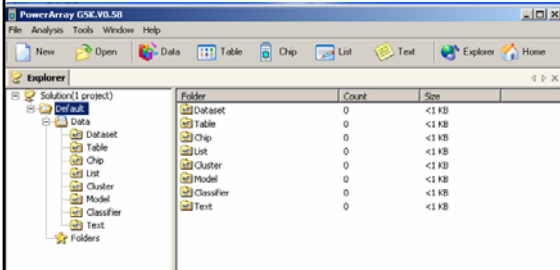 PowerArray GSK.V0.58
File Analysis Tools Window Help
New Open Data Table Chip List Text Explorer Home
Explorer
Solution(1 project)
Default
Data
Dataset
Table
Chip
List
Cluster
Model
Classifier
Text
Folders
Folder Count Size
Dataset 0 <1 KB
Table 0 <1 KB
Chip 0 <1 KB
List 0 <1 KB
Cluster 0 <1 KB
Model 0 <1 KB
Classifier 0 <1 KB
Text 0 <1 KB